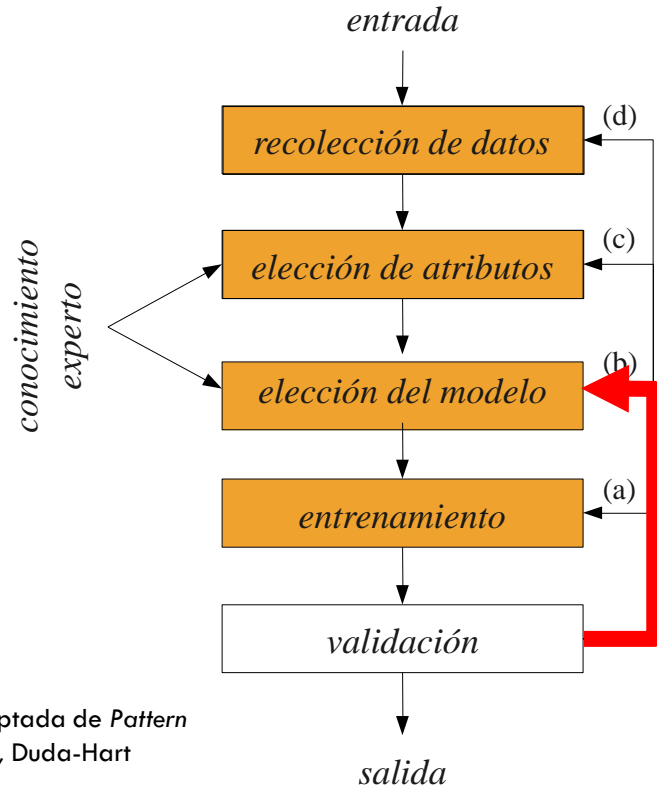 entrada
(d)
recolección de datos
(c)
elección de atributos
conocimiento
experto
(b)
elección del modelo
(a)
entrenamiento
validación
ptada de Pattern
, Duda-Hart
salida